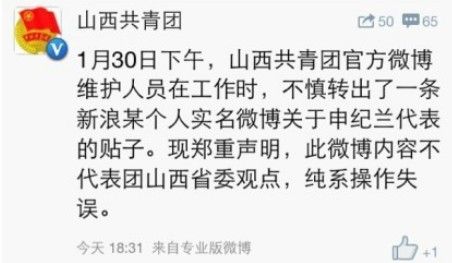 山西共青团 50 65
1月30日下午，山西共青团官方微博
维护人员在工作时，不慎转出了一条
新浪某个人实名微博关于申纪兰代表
的贴子。现郑重声明，此微博内容不
代表团山西省委观点，纯系操作失
误。
今天 18:31 来自专业版微博 +1